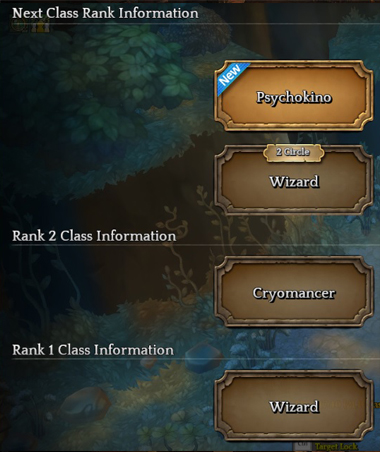 Next Class Rank Information
New
Psychokino
2 Circle
Wizard
Rank 2 Class Information
Cryomancer
Rank 1 Class Information
Wizard
Target Lock